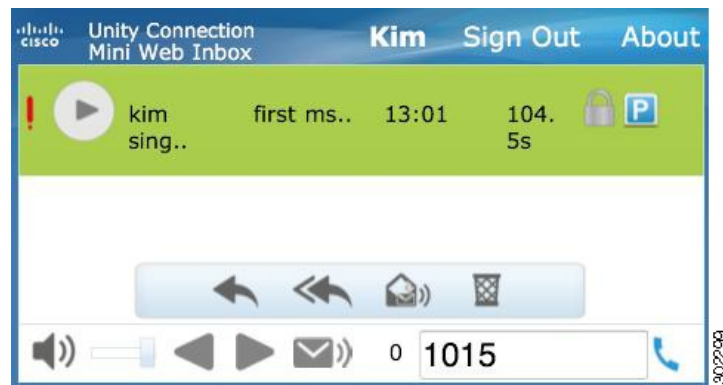 cisco Unity Connection
Mini Web Inbox
Kim Sign Out About
! kim sing.. first ms.. 13:01 104.5s P
0 1015
302299